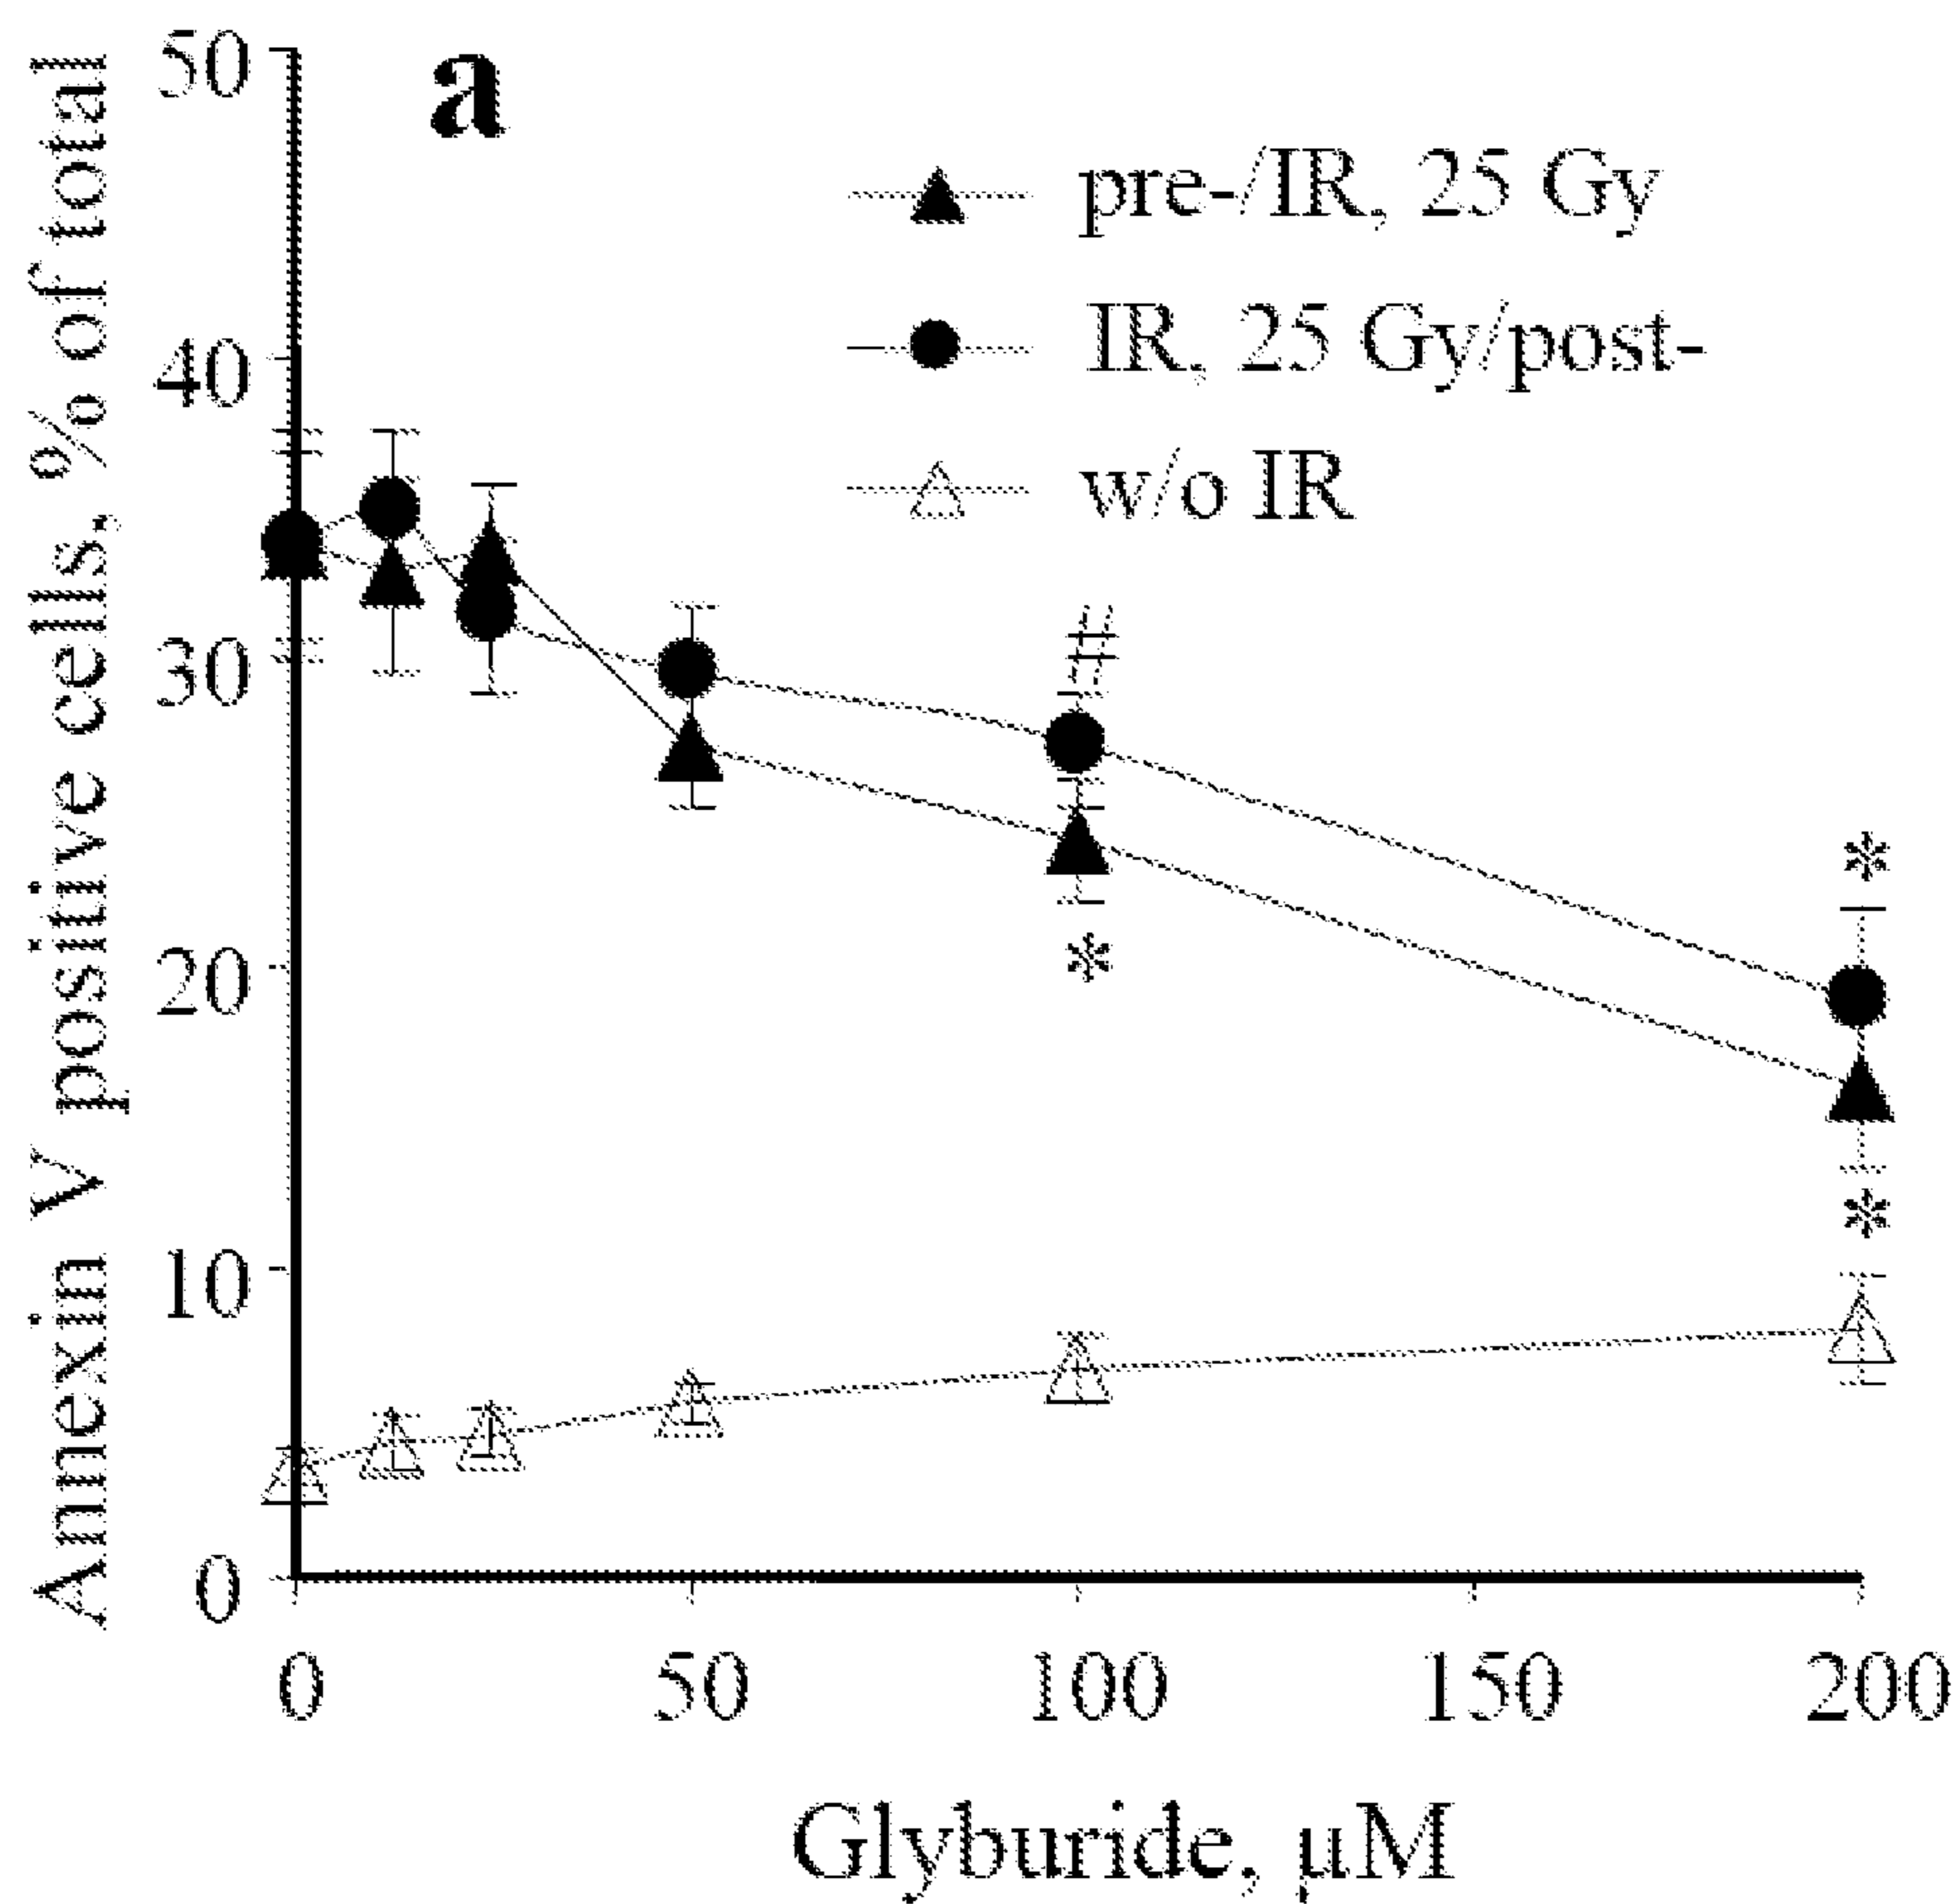 Annexin V positive cells, % of total
50
40
30
20
10
0
a
pre-/IR, 25 Gy
IR, 25 Gy/post-
w/o IR
#
*
*
*
0 50 100 150 200
Glyburide, µM